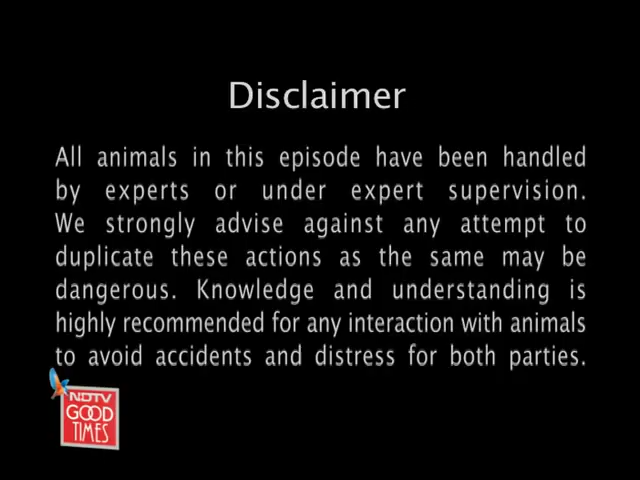 Disclaimer
All animals in this episode have been handled
by experts or under expert supervision.
We strongly advise against any attempt to
duplicate these actions as the same may be
dangerous. Knowledge and understanding is
highly recommended for any interaction with animals
to avoid accidents and distress for both parties.
NDTV
GOOD
TIMES